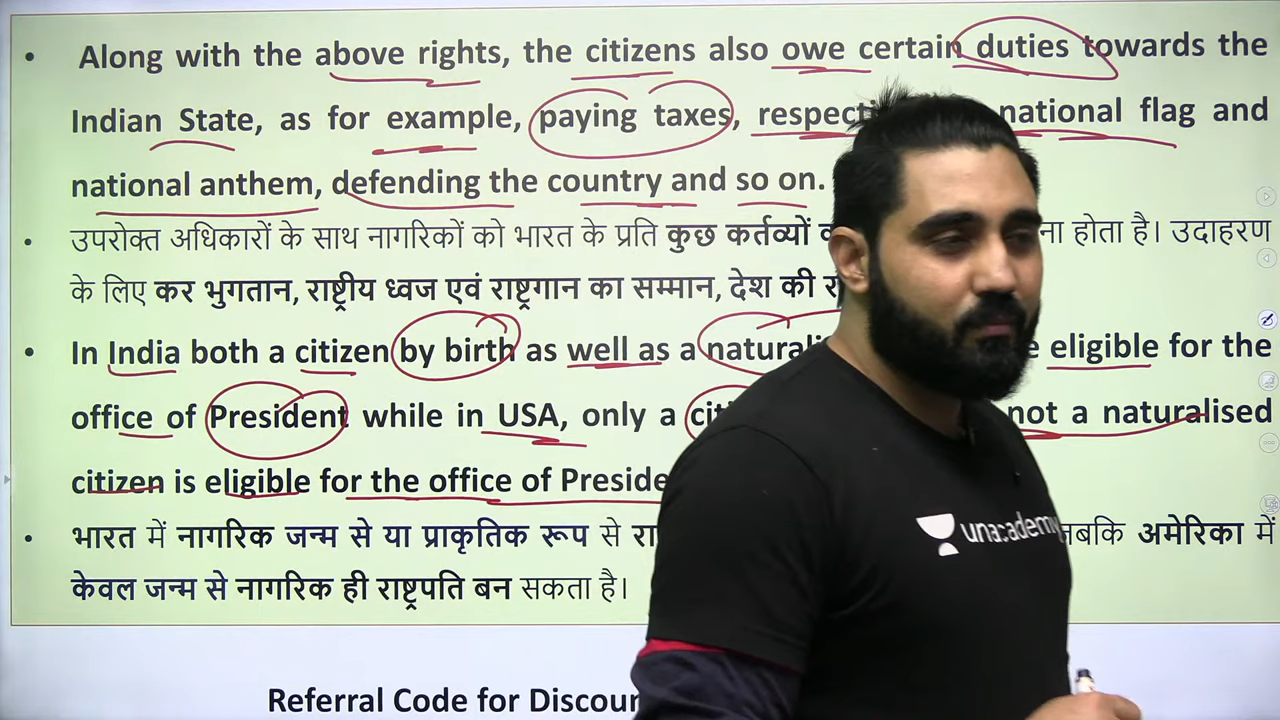 • Along with the above rights, the citizens also owe certain duties towards the
Indian State, as for example, paying taxes, respecti national flag and
national anthem, defending the country and so on.
• उपरोक्त अधिकारों के साथ नागरिकों को भारत के प्रति कुछ कर्तव्यों ना होता है। उदाहरण
के लिए कर भुगतान, राष्ट्रीय ध्वज एवं राष्ट्रगान का सम्मान, देश की
• In India both a citizen by birth as well as a naturali eligible for the
office of President while in USA, only a cit not a naturalised
citizen is eligible for the office of Preside
• भारत में नागरिक जन्म से या प्राकृतिक रूप से रा जबकि अमेरिका में
केवल जन्म से नागरिक ही राष्ट्रपति बन सकता है।
unacademy
Referral Code for Discou